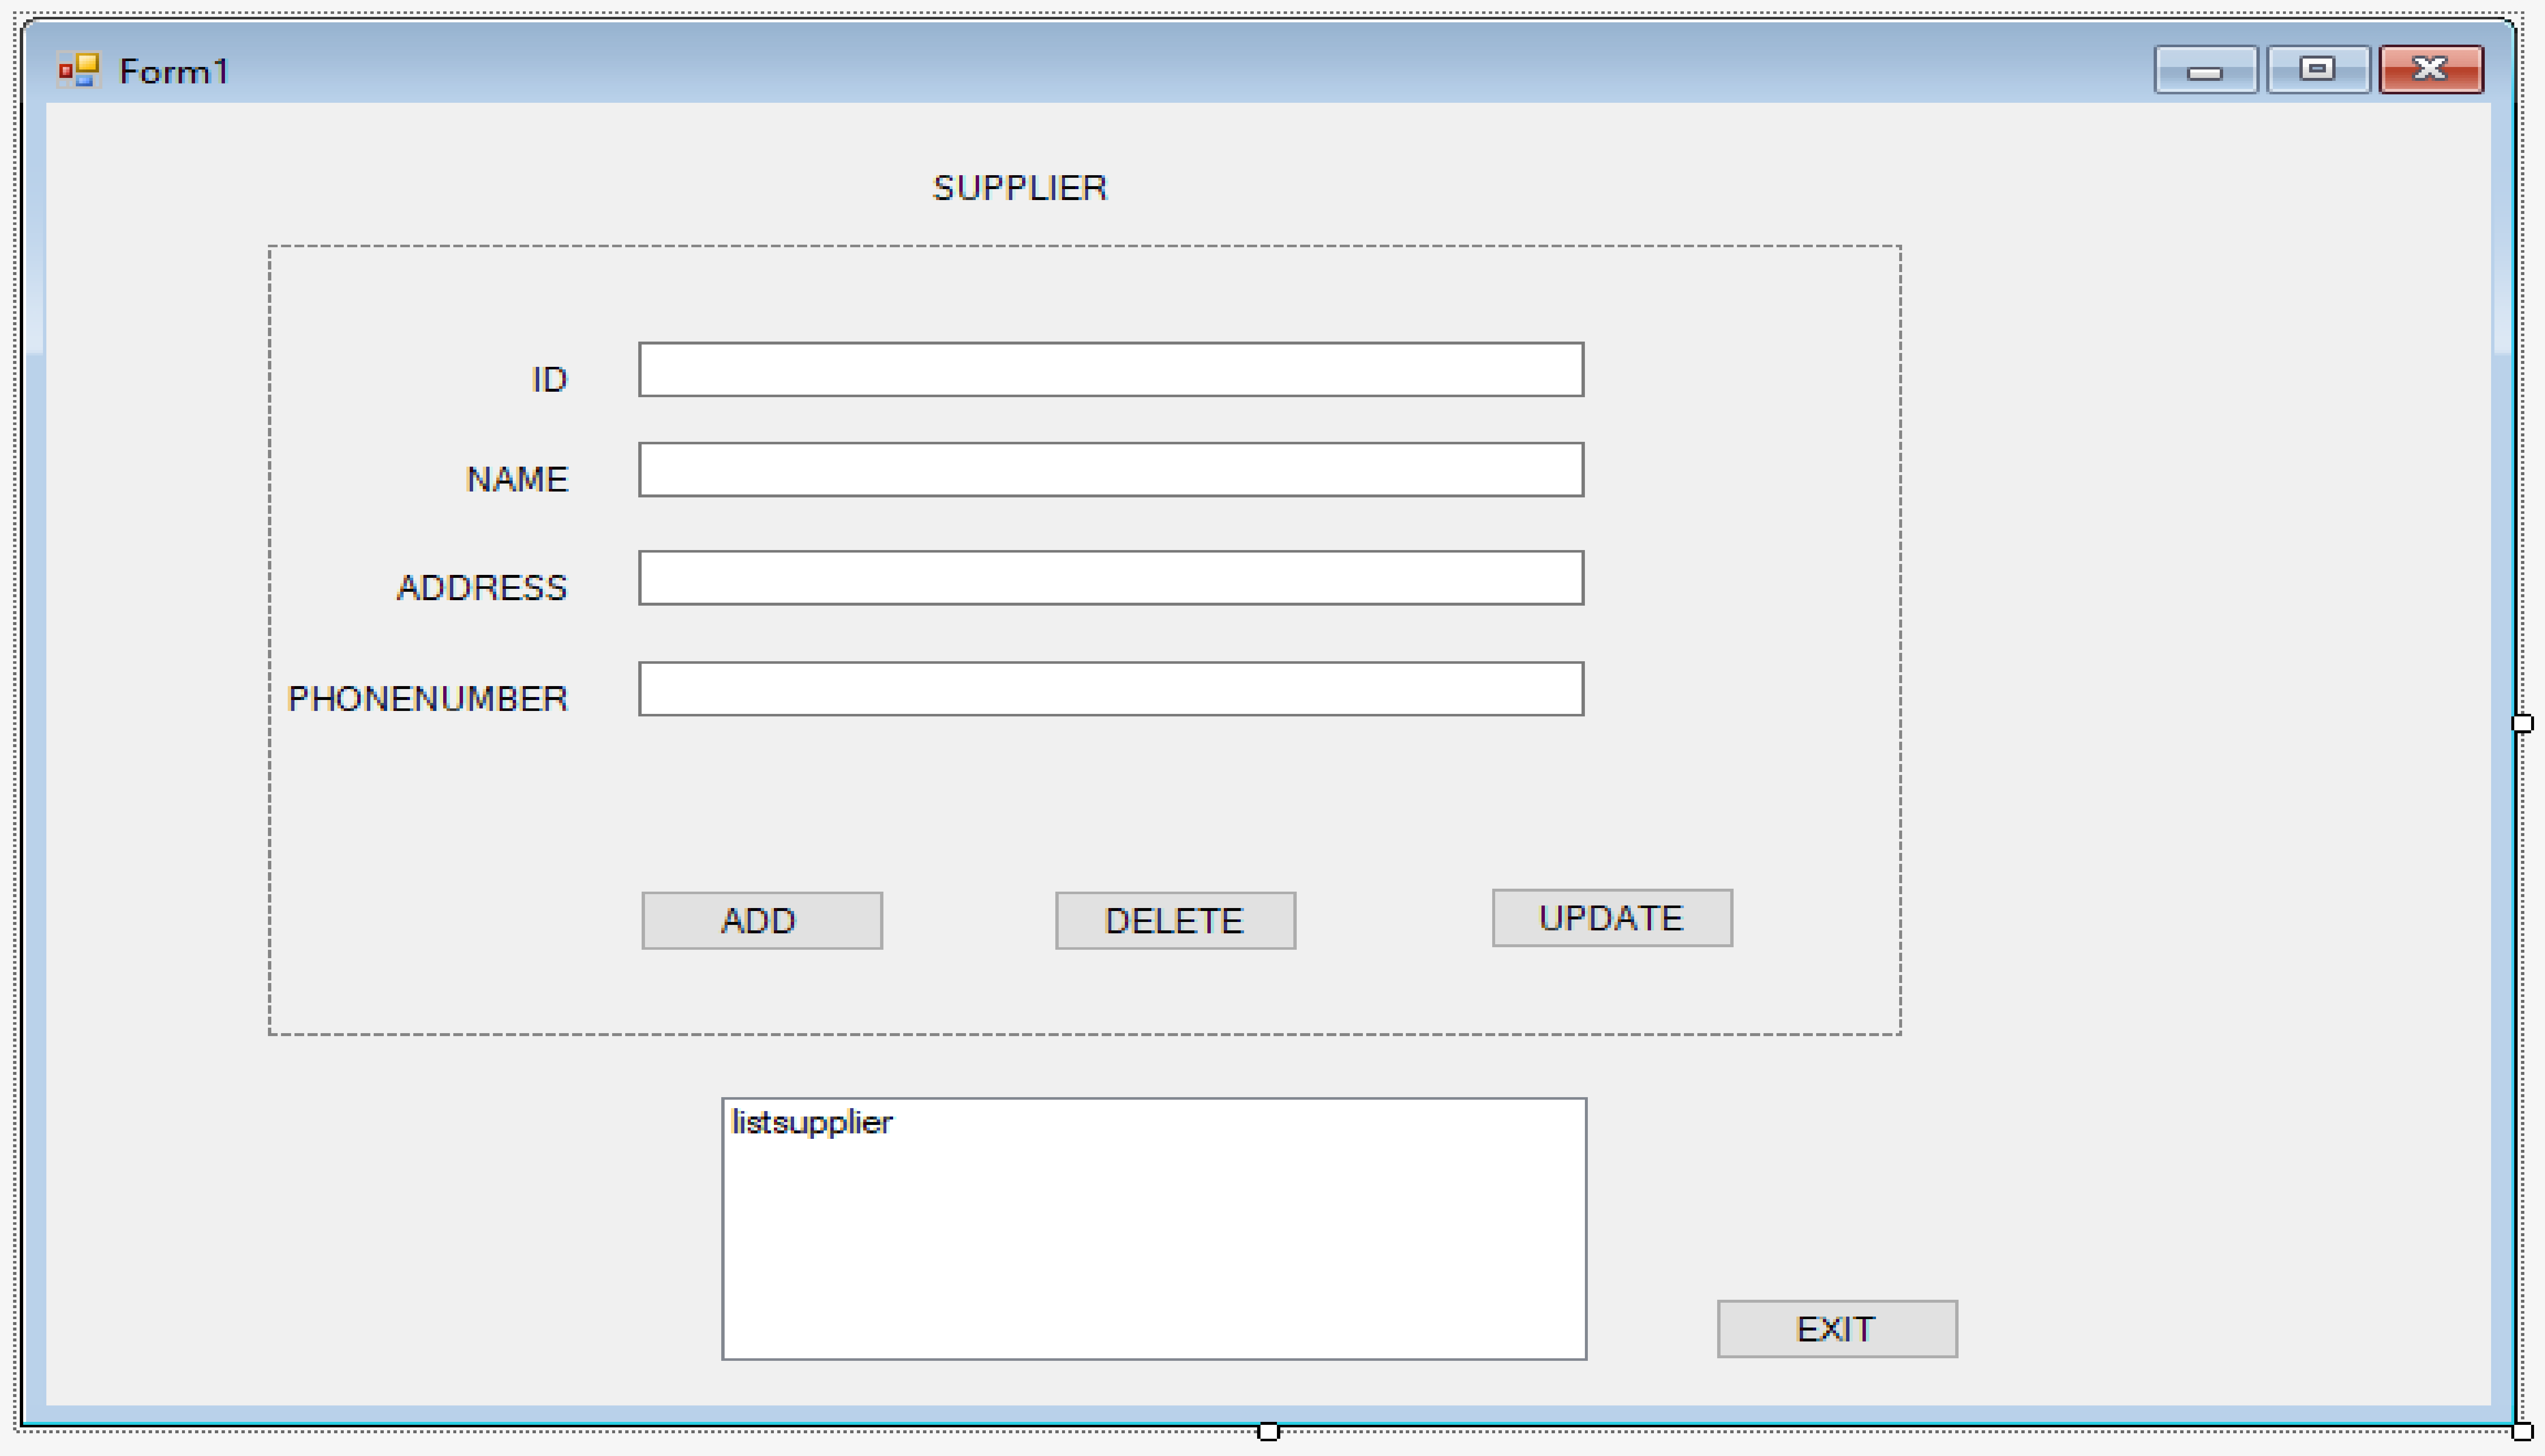 Form1
SUPPLIER
ID
NAME
ADDRESS
PHONENUMBER
ADD DELETE UPDATE
listsupplier
EXIT